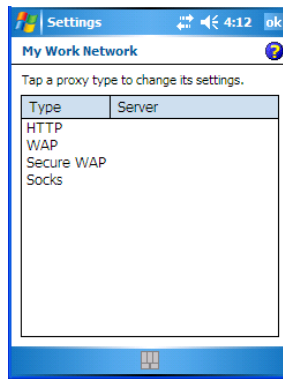 Settings 4:12 ok
My Work Network
Tap a proxy type to change its settings.
Type Server
HTTP
WAP
Secure WAP
Socks